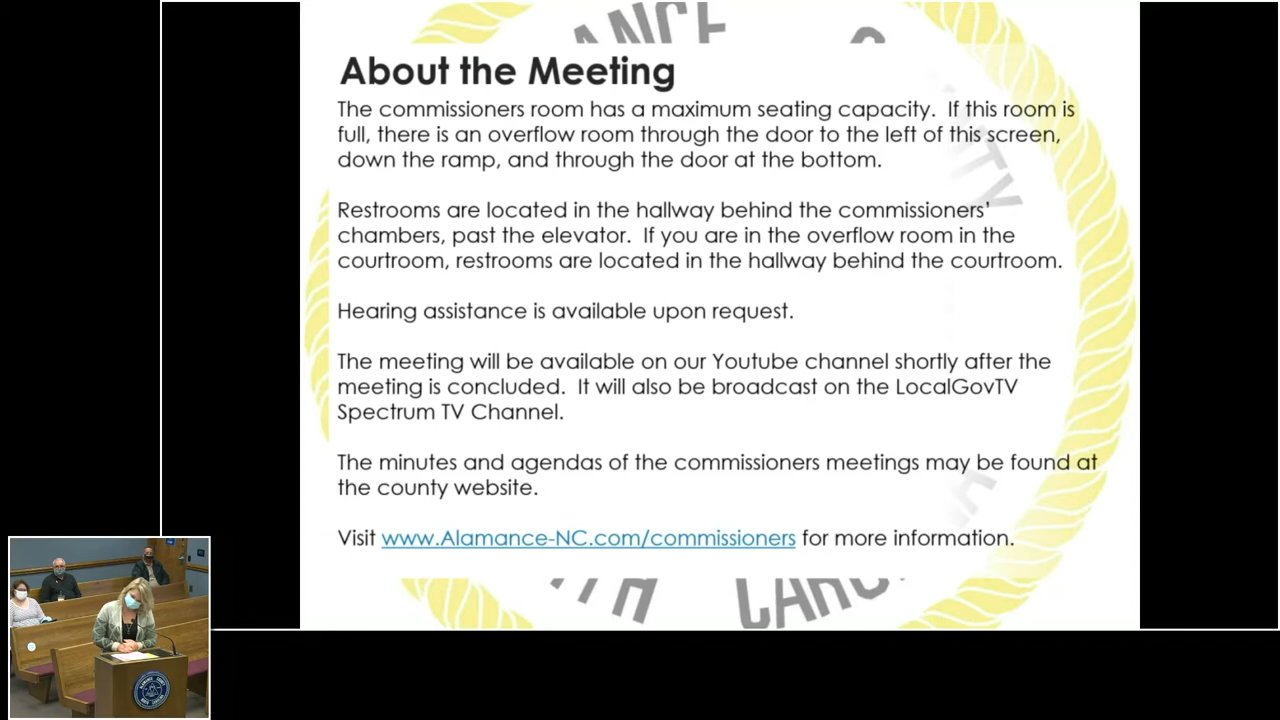 About the Meeting
The commissioners room has a maximum seating capacity. If this room is
full, there is an overflow room through the door to the left of this screen,
down the ramp, and through the door at the bottom.
Restrooms are located in the hallway behind the commissioners'
chambers, past the elevator. If you are in the overflow room in the
courtroom, restrooms are located in the hallway behind the courtroom.
Hearing assistance is available upon request.
The meeting will be available on our Youtube channel shortly after the
meeting is concluded. It will also be broadcast on the LocalGovTV
Spectrum TV Channel.
The minutes and agendas of the commissioners meetings may be found at
the county website.
Visit www.Alamance-NC.com/commissioners for more information.